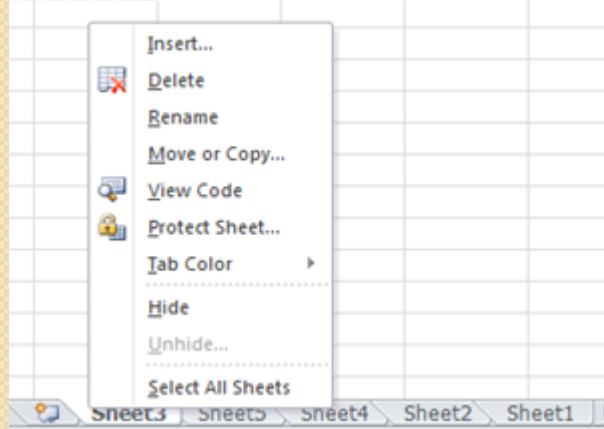 Insert...
Delete
Rename
Move or Copy...
View Code
Protect Sheet...
Tab Color
Hide
Unhide...
Select All Sheets
Sheet3 Sheet5 Sheet4 Sheet2 Sheet1